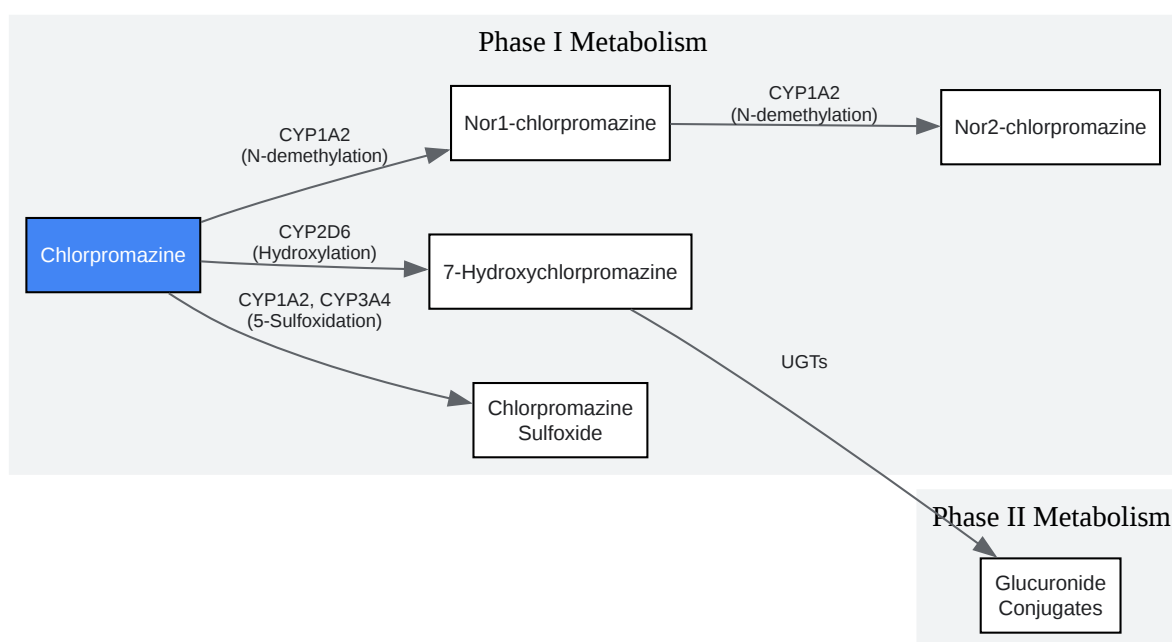 Phase I Metabolism
CYP1A2
(N-demethylation)
Nor1-chlorpromazine
CYP1A2
(N-demethylation)
Nor2-chlorpromazine
Chlorpromazine
CYP2D6
(Hydroxylation)
7-Hydroxychlorpromazine
CYP1A2, CYP3A4
(5-Sulfoxidation)
Chlorpromazine
Sulfoxide
UGTs
Phase II Metabolism
Glucuronide
Conjugates